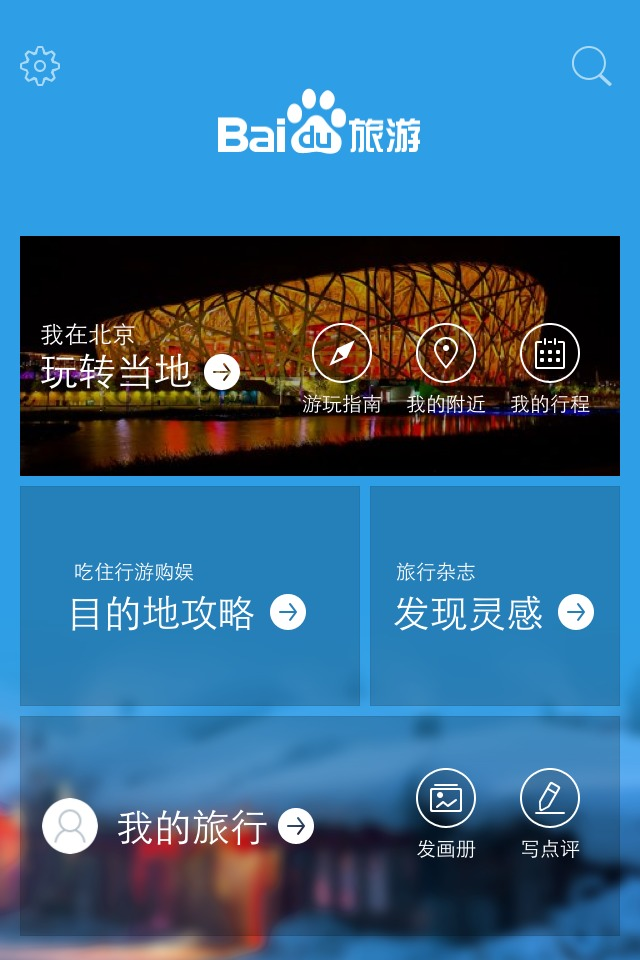 Baidu旅游
我在北京
玩转当地
游玩指南 我的附近 我的行程
吃住行游购娱
目的地攻略
旅行杂志
发现灵感
我的旅行
发画册 写点评